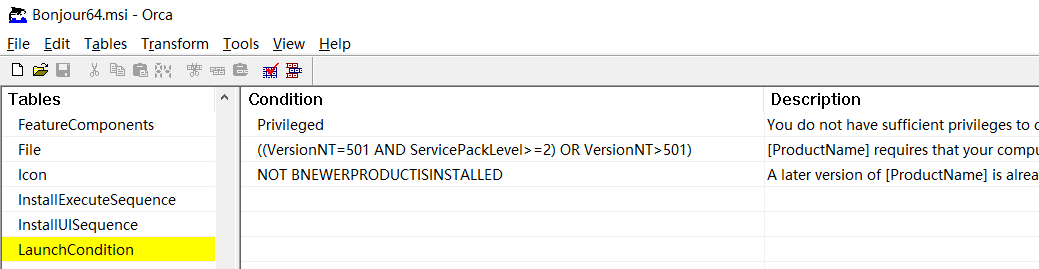 Bonjour64.msi - Orca
File Edit Tables Transform Tools View Help
Tables Condition Description
FeatureComponents Privileged You do not have sufficient privileges to
File ((VersionNT=501 AND ServicePackLevel>=2) OR VersionNT>501) [ProductName] requires that your
Icon NOT BNEWERPRODUCTISINSTALLED A later version of [ProductName] is
InstallExecuteSequence
InstallUISequence
LaunchCondition